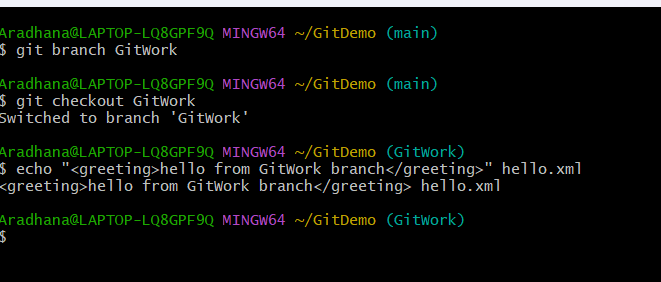 Aradhana@LAPTOP-LQ8GPF9Q MINGW64 ~/GitDemo (main)
$ git branch GitWork
Aradhana@LAPTOP-LQ8GPF9Q MINGW64 ~/GitDemo (main)
$ git checkout GitWork
Switched to branch 'GitWork'
Aradhana@LAPTOP-LQ8GPF9Q MINGW64 ~/GitDemo (GitWork)
$ echo "<greeting>hello from GitWork branch</greeting>" hello.xml
<greeting>hello from GitWork branch</greeting> hello.xml
Aradhana@LAPTOP-LQ8GPF9Q MINGW64 ~/GitDemo (GitWork)
$